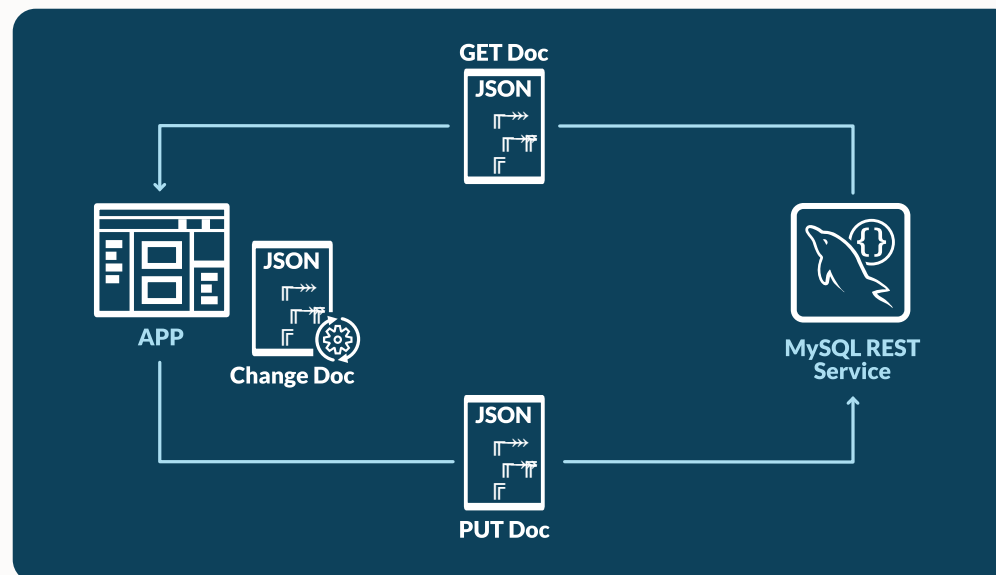 GET Doc
JSON
JSON
APP
Change Doc
{}
MySQL REST
Service
JSON
PUT Doc